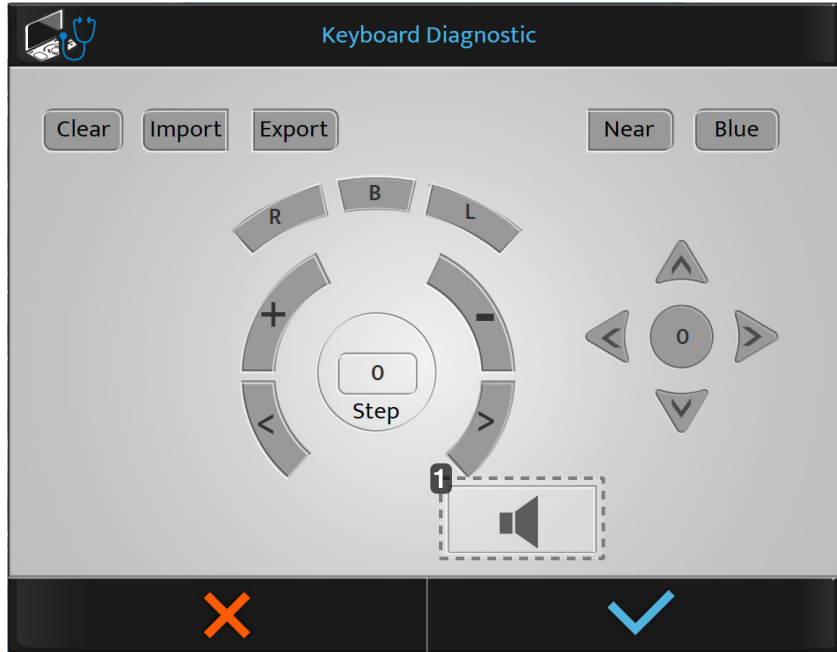 Keyboard Diagnostic
Clear Import Export Near Blue
R B L
+ -
0
Step
< >
0
1